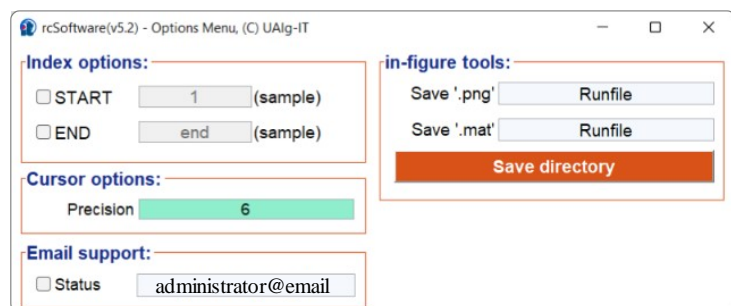 rcSoftware(v5.2) - Options Menu, (C) UAlg-IT
Index options:
START 1 (sample)
END end (sample)
Cursor options:
Precision 6
Email support:
Status administrator@email
in-figure tools:
Save '.png' Runfile
Save '.mat' Runfile
Save directory